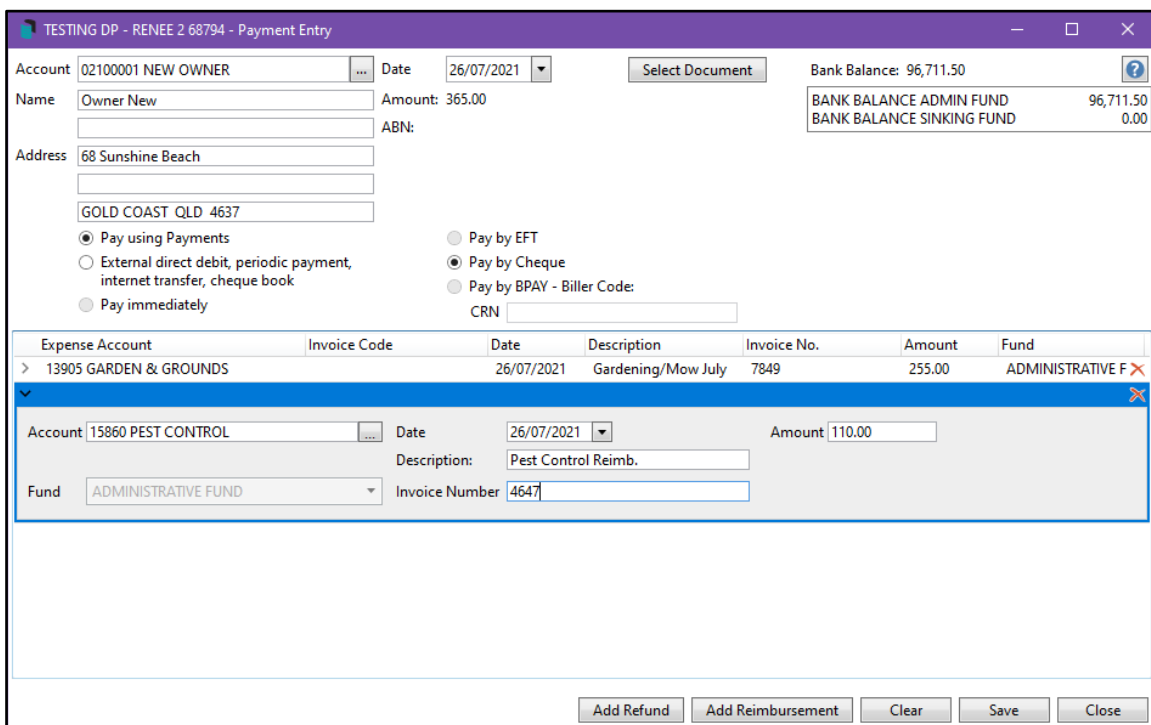 TESTING DP - RENEE 2 68794 - Payment Entry
Account 02100001 NEW OWNER ... Date 26/07/2021 Select Document Bank Balance: 96,711.50 ?
Name Owner New Amount: 365.00 BANK BALANCE ADMIN FUND 96,711.50
BANK BALANCE SINKING FUND 0.00
ABN:
Address 68 Sunshine Beach
GOLD COAST QLD 4637
Pay using Payments Pay by EFT
External direct debit, periodic payment, Pay by Cheque
internet transfer, cheque book Pay by BPAY - Biller Code:
Pay immediately CRN
Expense Account Invoice Code Date Description Invoice No. Amount Fund
13905 GARDEN & GROUNDS 26/07/2021 Gardening/Mow July 7849 255.00 ADMINISTRATIVE F
Account 15860 PEST CONTROL ... Date 26/07/2021 Amount 110.00
Description: Pest Control Reimb.
Fund ADMINISTRATIVE FUND Invoice Number 4647
Add Refund Add Reimbursement Clear Save Close